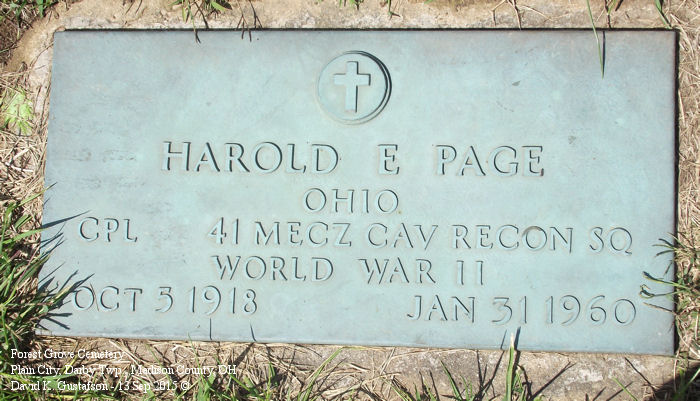 HAROLD E PAGE
OHIO
CPL 41 MECZ CAV RECON SQ
WORLD WAR II
OCT 5 1918 JAN 31 1960
Forest Grove Cemetery
Plain City, Darby Twp., Madison County, OH
David K. Gustafson - 13 Sep 2015 ©